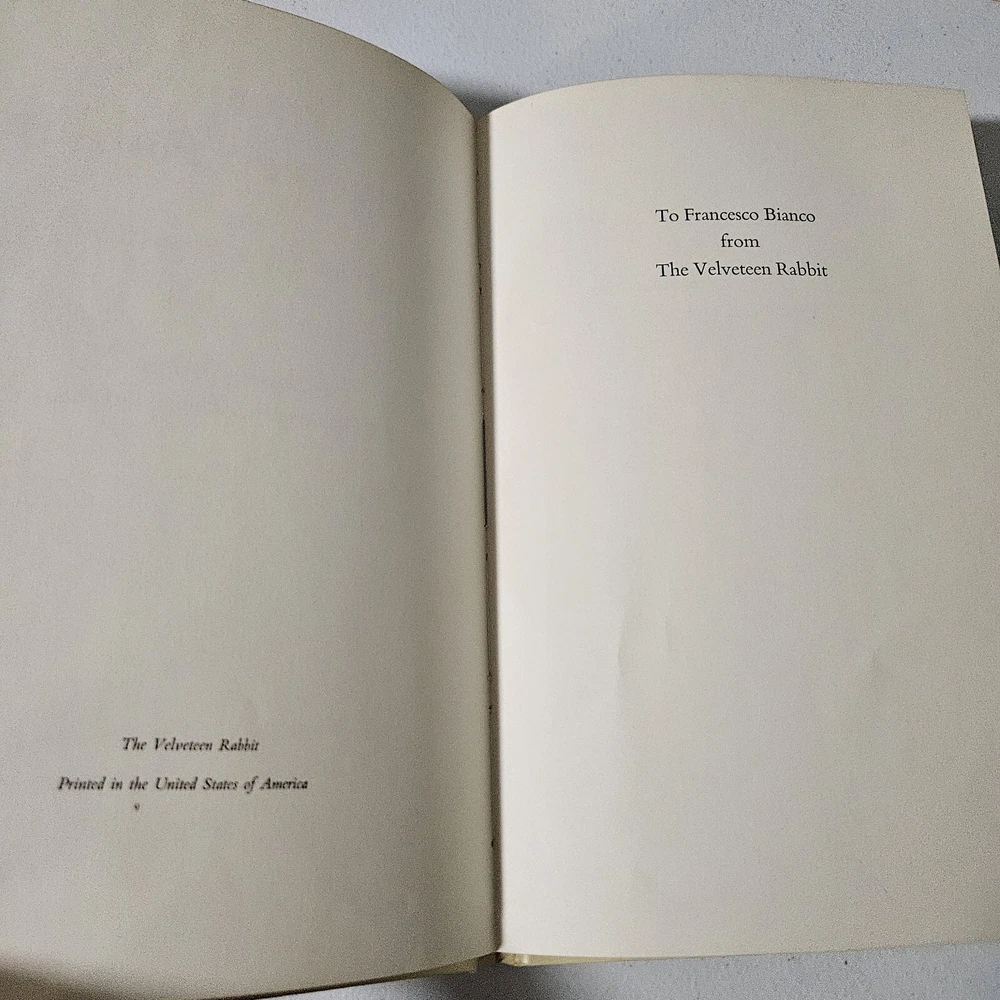 The Velveteen Rabbit
Printed in the United States of America
To Francesco Bianco
from
The Velveteen Rabbit